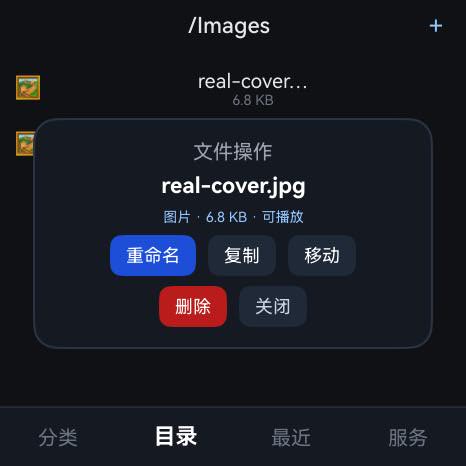 /Images +
real-cover...
6.8 KB
文件操作
real-cover.jpg
图片 · 6.8 KB · 可播放
重命名 复制 移动
删除 关闭
分类 目录 最近 服务